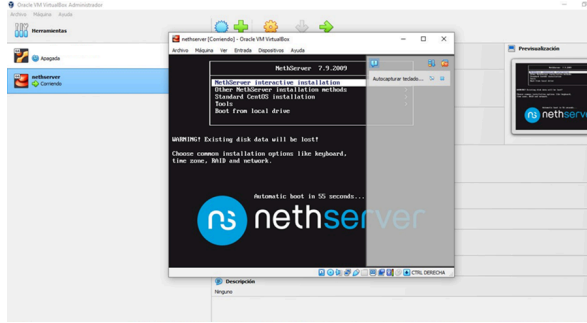 Oracle VM VirtualBox Administrador
Archivo Máquina Ayuda
Herramientas
Apagada
nethserver
Corriendo
nethserver [Corriendo] - Oracle VM VirtualBox
Archivo Máquina Ver Entrada Dispositivos Ayuda
NethServer 7.9.2009
NethServer interactive installation
Other NethServer installation methods
Standard CentOS installation
Tools
Boot from local drive
WARNING! Existing disk data will be lost!
Choose common installation options like keyboard,
time zone, RAID and network.
Automatic boot in 55 seconds...
ns nethserver
Autocapturar teclado...
CTRL DERECHA
Previsualización
ns nethserv
Descripción
Ninguno